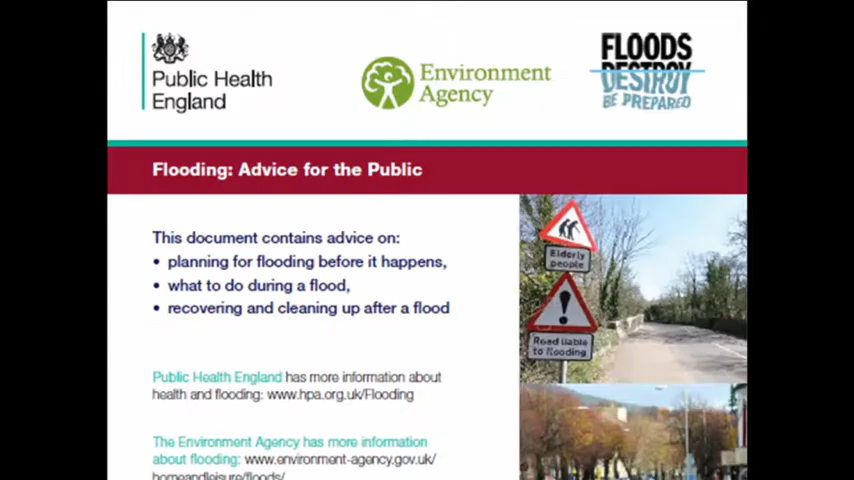 Public Health
England
Environment
Agency
FLOODS
DESTROY
BE PREPARED
Flooding: Advice for the Public
This document contains advice on:
• planning for flooding before it happens,
• what to do during a flood,
• recovering and cleaning up after a flood
Elderly
people
Road liable
to flooding
Public Health England has more information about
health and flooding: www.hpa.org.uk/Flooding
The Environment Agency has more information
about flooding: www.environment-agency.gov.uk/
homeandleisure/floods/